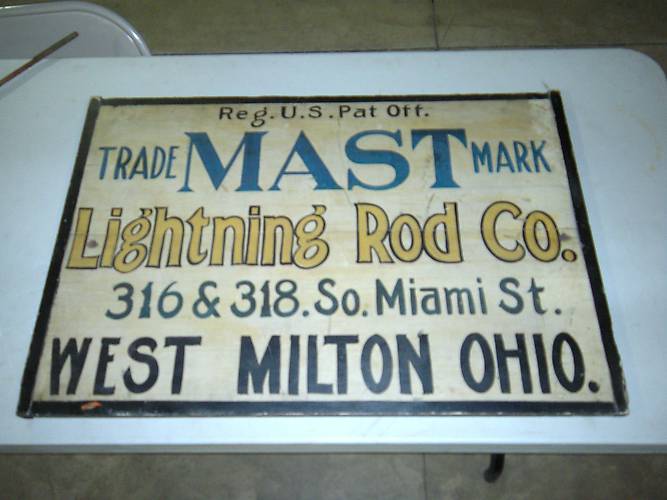 Reg. U.S. Pat Off.
TRADE MAST MARK
Lightning Rod Co.
316 & 318. So. Miami St.
WEST MILTON OHIO.